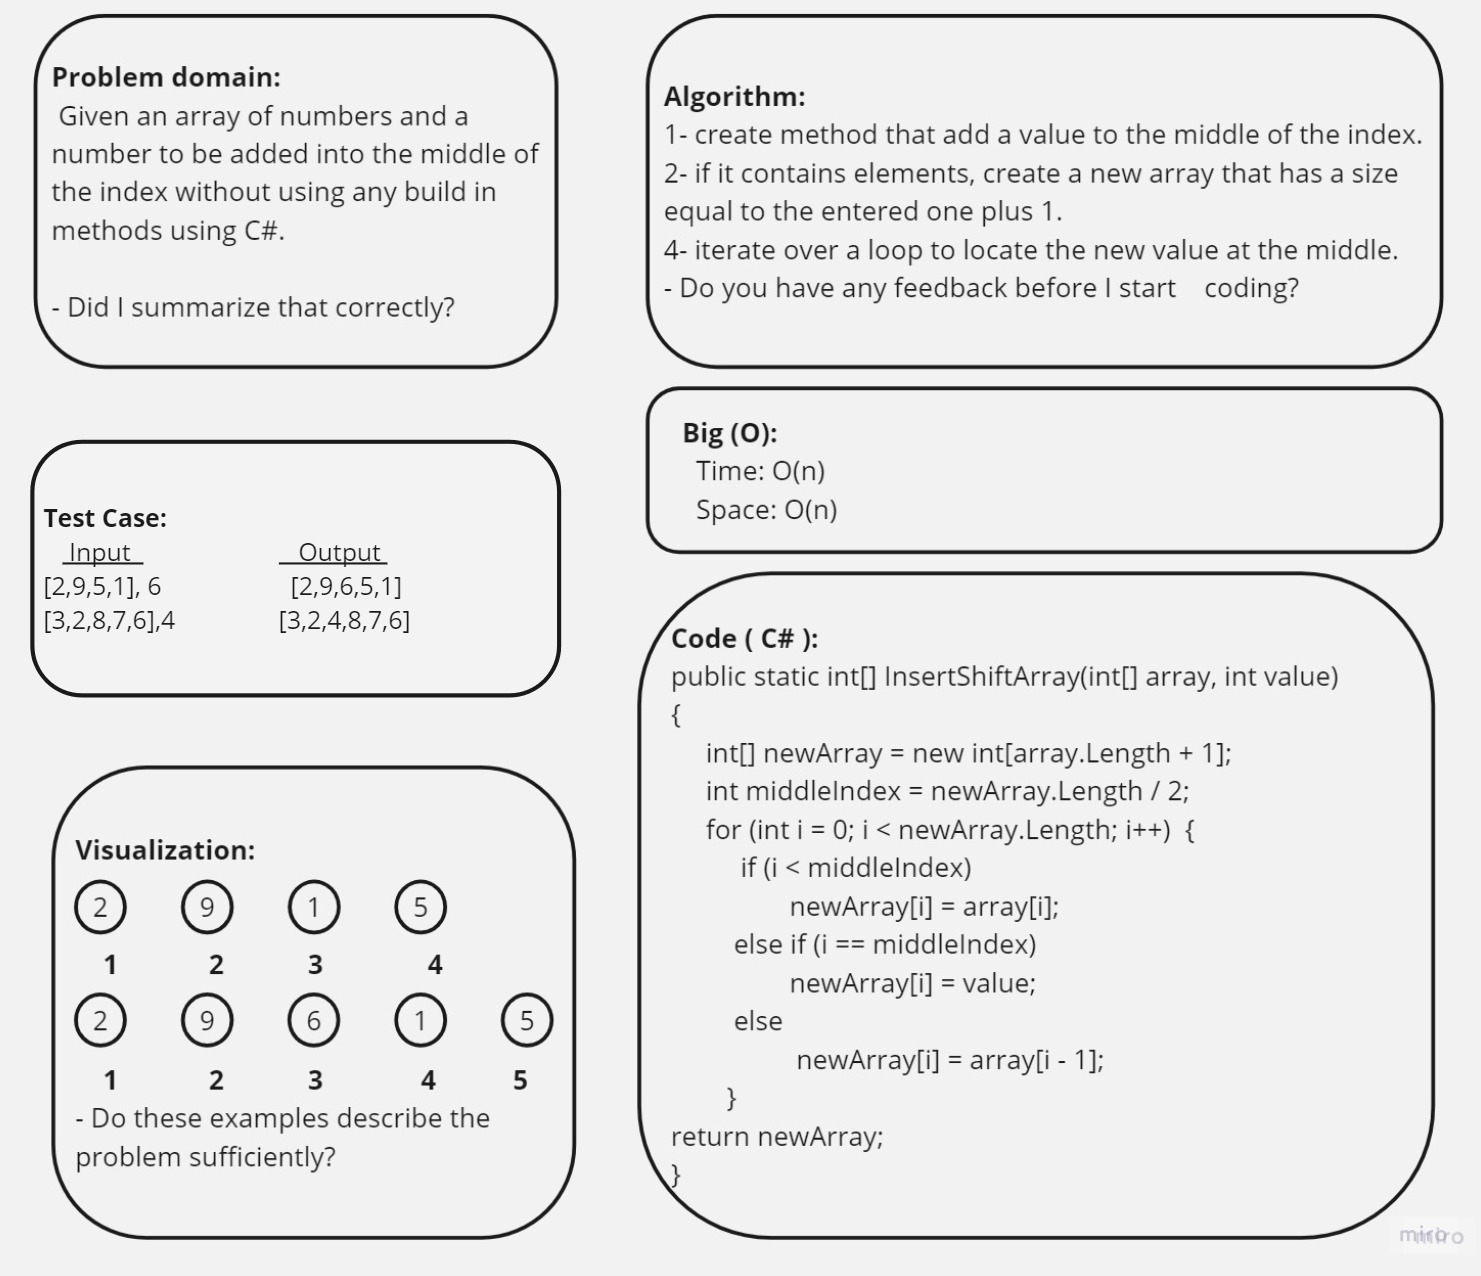 Problem domain:
Given an array of numbers and a
number to be added into the middle of
the index without using any build in
methods using C#.
- Did I summarize that correctly?
Test Case:
Input Output
[2,9,5,1], 6 [2,9,6,5,1]
[3,2,8,7,6],4 [3,2,4,8,7,6]
Visualization:
2 9 1 5
1 2 3 4
2 9 6 1 5
1 2 3 4 5
- Do these examples describe the
problem sufficiently?
Algorithm:
1- create method that add a value to the middle of the index.
2- if it contains elements, create a new array that has a size
equal to the entered one plus 1.
4- iterate over a loop to locate the new value at the middle.
- Do you have any feedback before I start coding?
Big (O):
Time: O(n)
Space: O(n)
Code ( C# ):
public static int[] InsertShiftArray(int[] array, int value)
{
int[] newArray = new int[array.Length + 1];
int middleIndex = newArray.Length / 2;
for (int i = 0; i < newArray.Length; i++) {
if (i < middleIndex)
newArray[i] = array[i];
else if (i == middleIndex)
newArray[i] = value;
else
newArray[i] = array[i - 1];
}
return newArray;
}
miro
miro